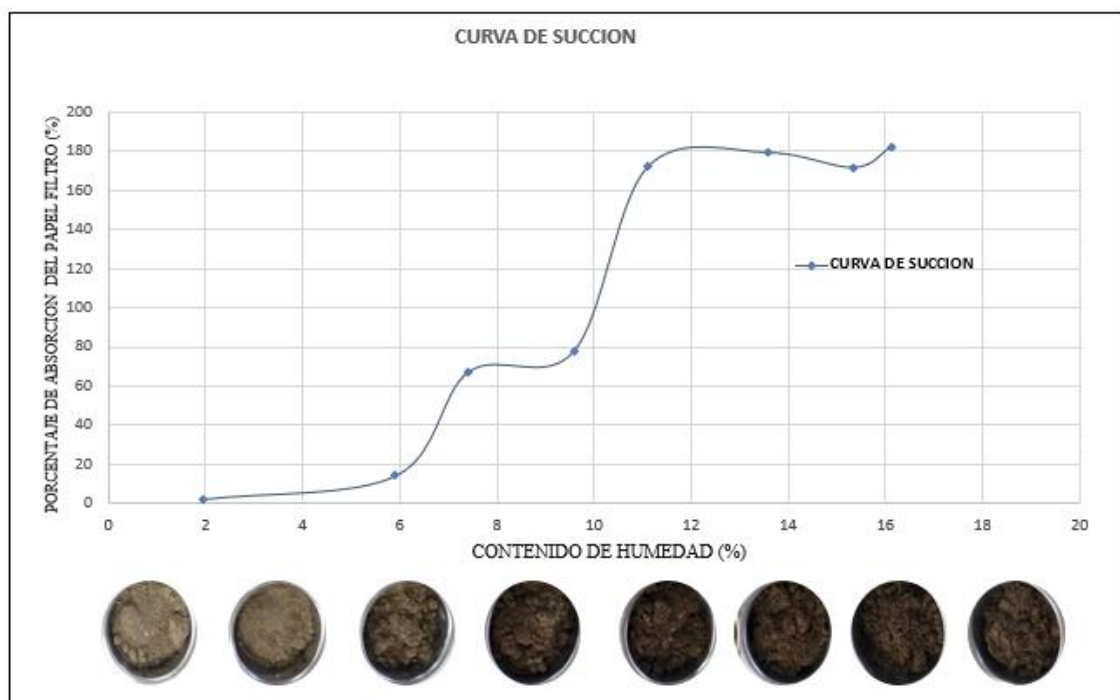 CURVA DE SUCCION
PORCENTAJE DE ABSORCION DEL PAPEL FILTRO (%)
200
180
160
140
120
100
80
60
40
20
0
CURVA DE SUCCION
0 2 4 6 8 10 12 14 16 18 20
CONTENIDO DE HUMEDAD (%)